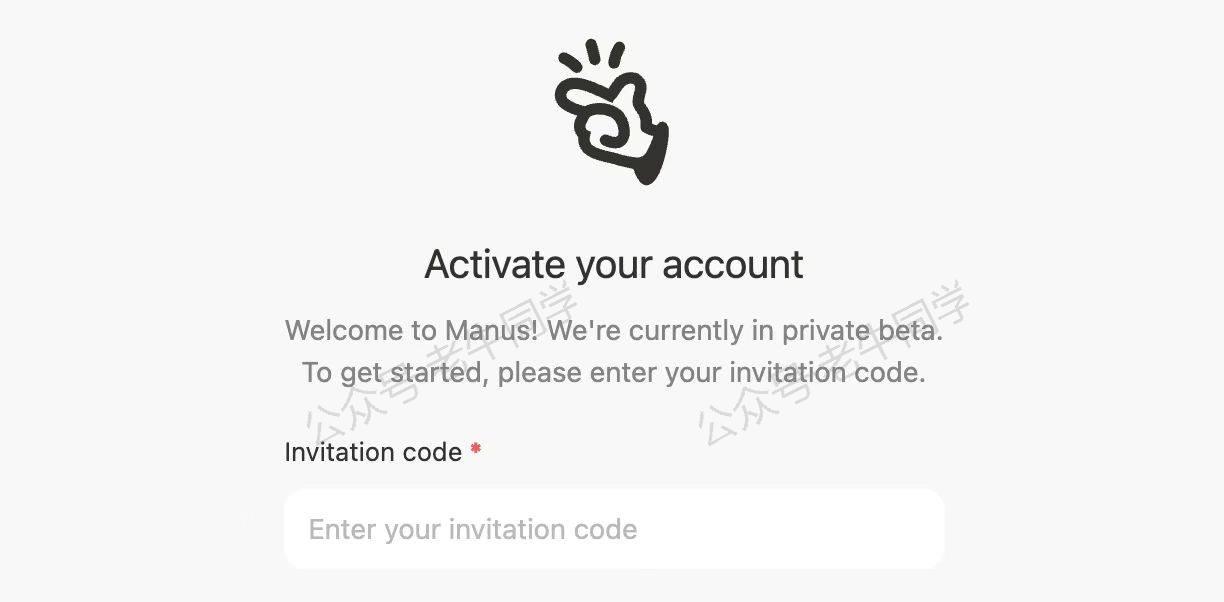 Activate your account
Welcome to Manus! We're currently in private beta.
To get started, please enter your invitation code.
公众号 老牛同学
公众号 老牛同学
Invitation code *
Enter your invitation code